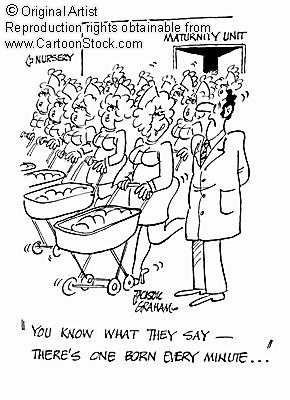 © Original Artist
Reproduction rights obtainable from
www.CartoonStock.com
MATERNITY UNIT
NURSERY
GRAHAM
"YOU KNOW WHAT THEY SAY —
THERE'S ONE BORN EVERY MINUTE..."